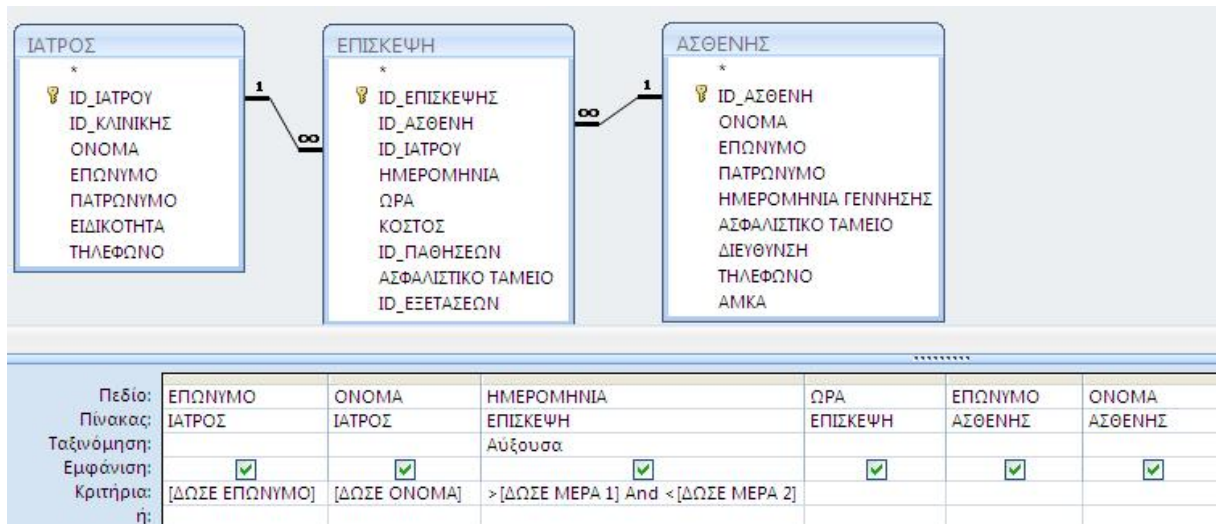 ΙΑΤΡΟΣ
*
ID_ΙΑΤΡΟΥ
ID_ΚΛΙΝΙΚΗΣ
ΟΝΟΜΑ
ΕΠΩΝΥΜΟ
ΠΑΤΡΩΝΥΜΟ
ΕΙΔΙΚΟΤΗΤΑ
ΤΗΛΕΦΩΝΟ
1
∞
ΕΠΙΣΚΕΨΗ
*
ID_ΕΠΙΣΚΕΨΗΣ
ID_ΑΣΘΕΝΗ
ID_ΙΑΤΡΟΥ
ΗΜΕΡΟΜΗΝΙΑ
ΩΡΑ
ΚΟΣΤΟΣ
ID_ΠΑΘΗΣΕΩΝ
ΑΣΦΑΛΙΣΤΙΚΟ ΤΑΜΕΙΟ
ID_ΕΞΕΤΑΣΕΩΝ
∞
1
ΑΣΘΕΝΗΣ
*
ID_ΑΣΘΕΝΗ
ΟΝΟΜΑ
ΕΠΩΝΥΜΟ
ΠΑΤΡΩΝΥΜΟ
ΗΜΕΡΟΜΗΝΙΑ ΓΕΝΝΗΣΗΣ
ΑΣΦΑΛΙΣΤΙΚΟ ΤΑΜΕΙΟ
ΔΙΕΥΘΥΝΣΗ
ΤΗΛΕΦΩΝΟ
ΑΜΚΑ
Πεδίο: ΕΠΩΝΥΜΟ ΟΝΟΜΑ ΗΜΕΡΟΜΗΝΙΑ ΩΡΑ ΕΠΩΝΥΜΟ ΟΝΟΜΑ
Πίνακας: ΙΑΤΡΟΣ ΙΑΤΡΟΣ ΕΠΙΣΚΕΨΗ ΕΠΙΣΚΕΨΗ ΑΣΘΕΝΗΣ ΑΣΘΕΝΗΣ
Ταξινόμηση: Αύξουσα
Εμφάνιση:
Κριτήρια: [ΔΩΣΕ ΕΠΩΝΥΜΟ] [ΔΩΣΕ ΟΝΟΜΑ] >[ΔΩΣΕ ΜΕΡΑ 1] And <[ΔΩΣΕ ΜΕΡΑ 2]
ή: